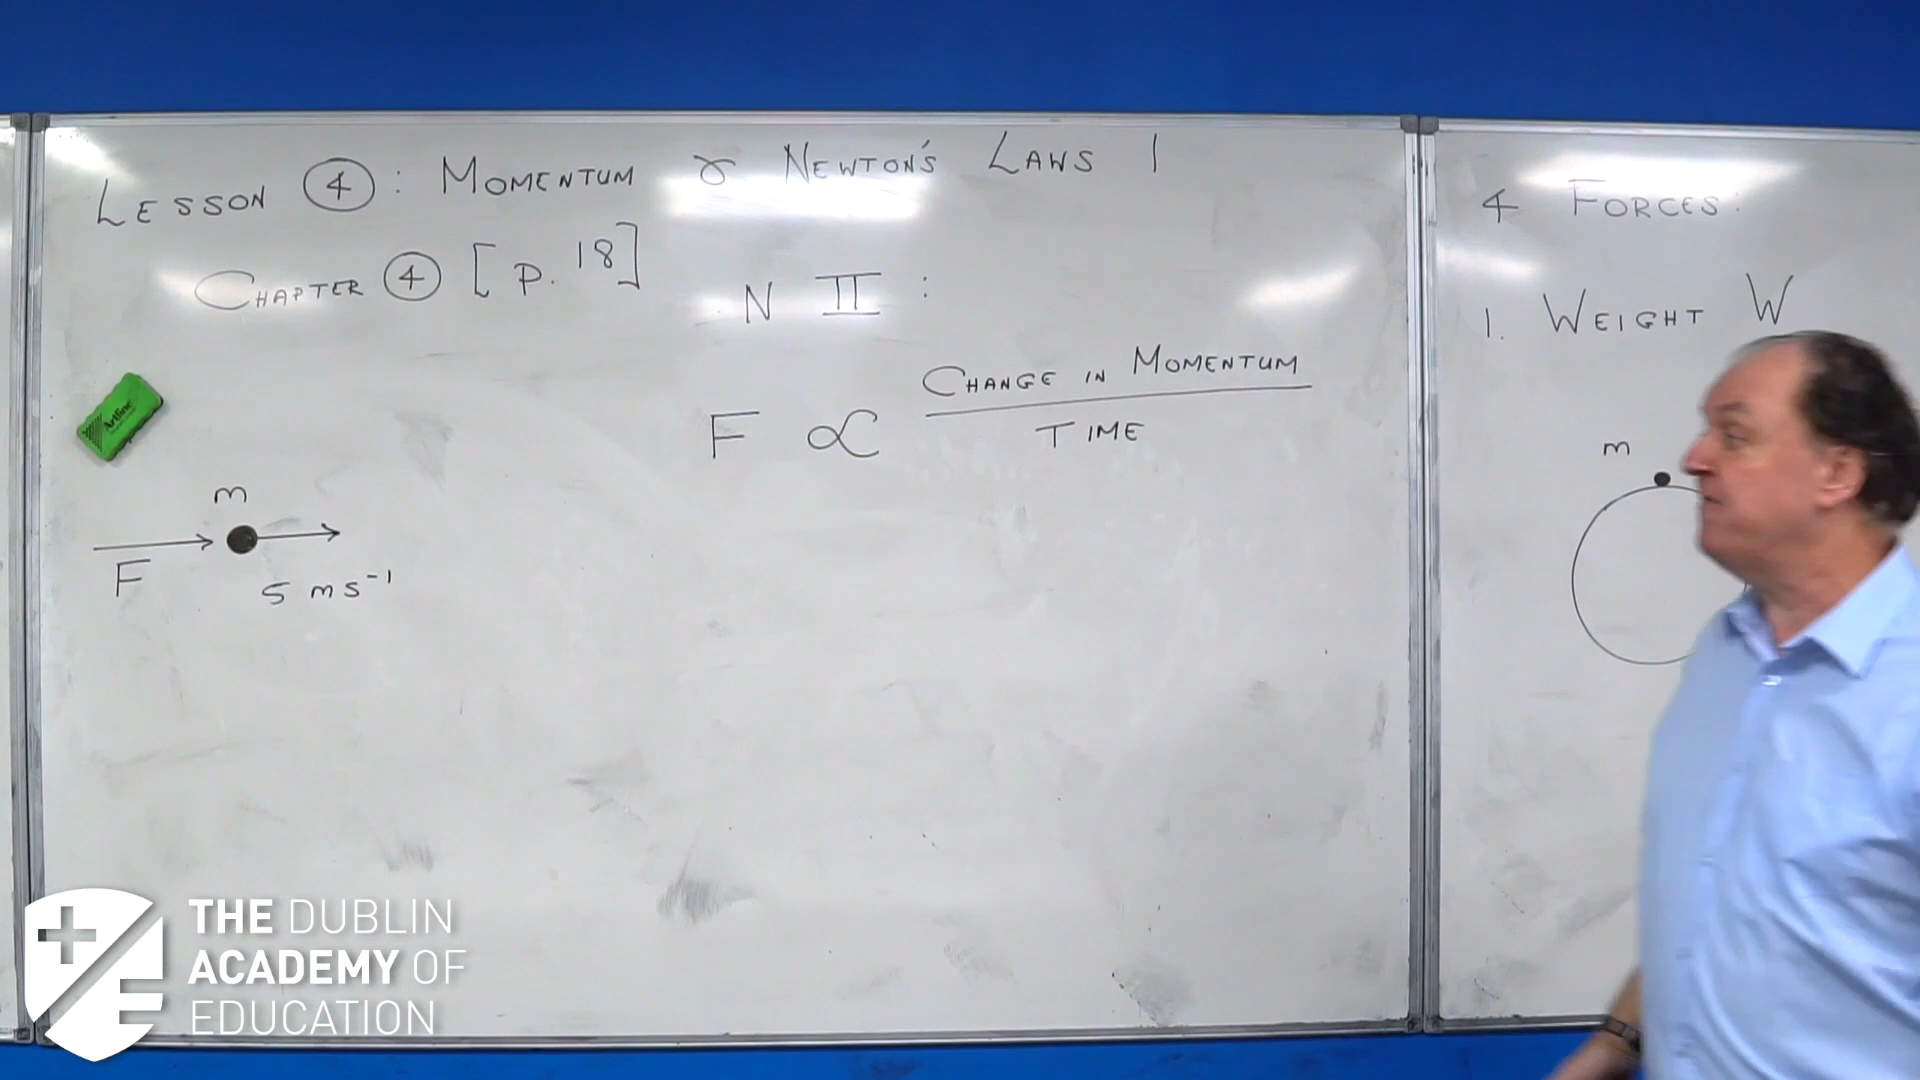 LESSON ④: MOMENTUM & NEWTON'S LAWS 1
CHAPTER ④ [p. 18]
N II:
F ∝ CHANGE IN MOMENTUM
TIME
m
F
5 ms⁻¹
4 FORCES:
1. WEIGHT W
m
Artline
THE DUBLIN
ACADEMY OF
EDUCATION